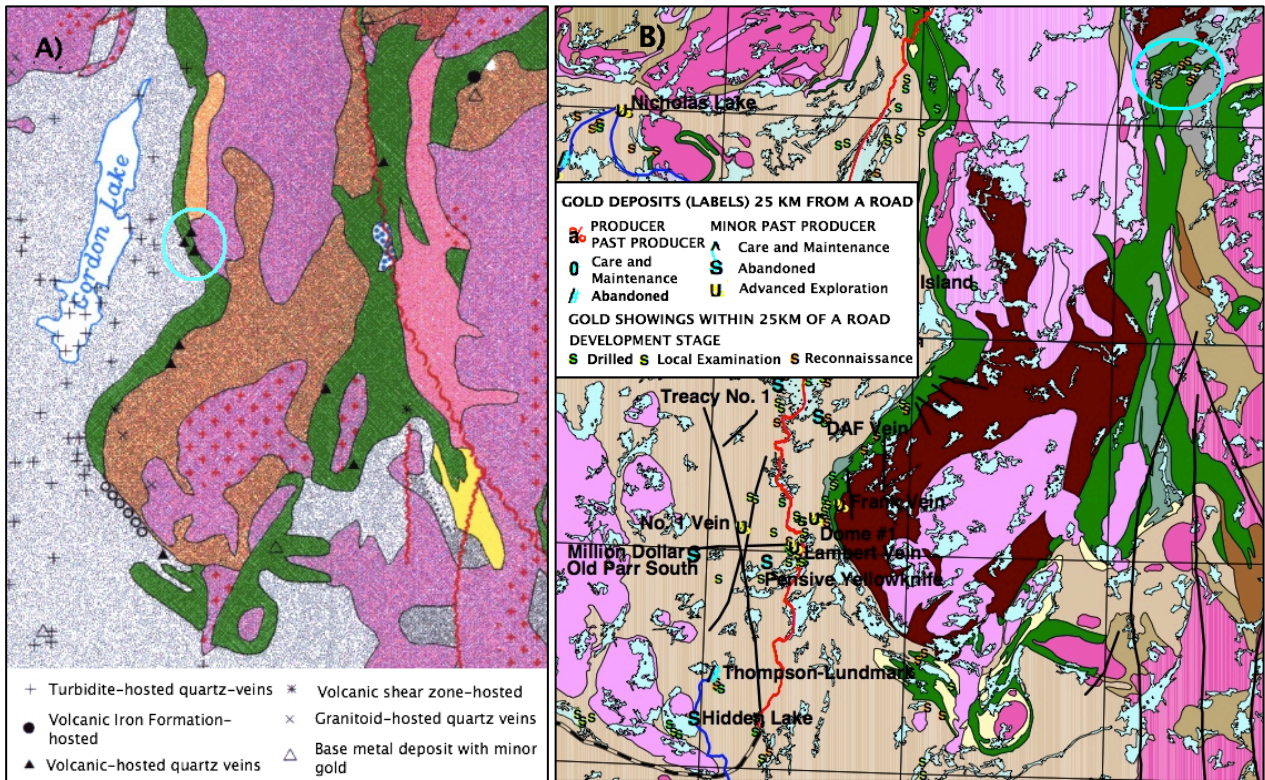 A)
Gordon Lake
Turbidite-hosted quartz-veins
Volcanic Iron Formation-
hosted
Volcanic-hosted quartz veins
Volcanic shear zone-hosted
Granitoid-hosted quartz veins
Base metal deposit with minor
gold
B)
Nicholas Lake
GOLD DEPOSITS (LABELS) 25 KM FROM A ROAD
PRODUCER
PAST PRODUCER
Care and
Maintenance
Abandoned
MINOR PAST PRODUCER
Care and Maintenance
Abandoned
Advanced Exploration
GOLD SHOWINGS WITHIN 25KM OF A ROAD
DEVELOPMENT STAGE
S Drilled S Local Examination S Reconnaissance
Island
Treacy No. 1
DAF Vein
Frank Vein
No. 1 Vein
Dome #1
Million Dollar
Lambert Vein
Old Parr South
Pensive Yellowknife
Thompson-Lundmark
Hidden Lake